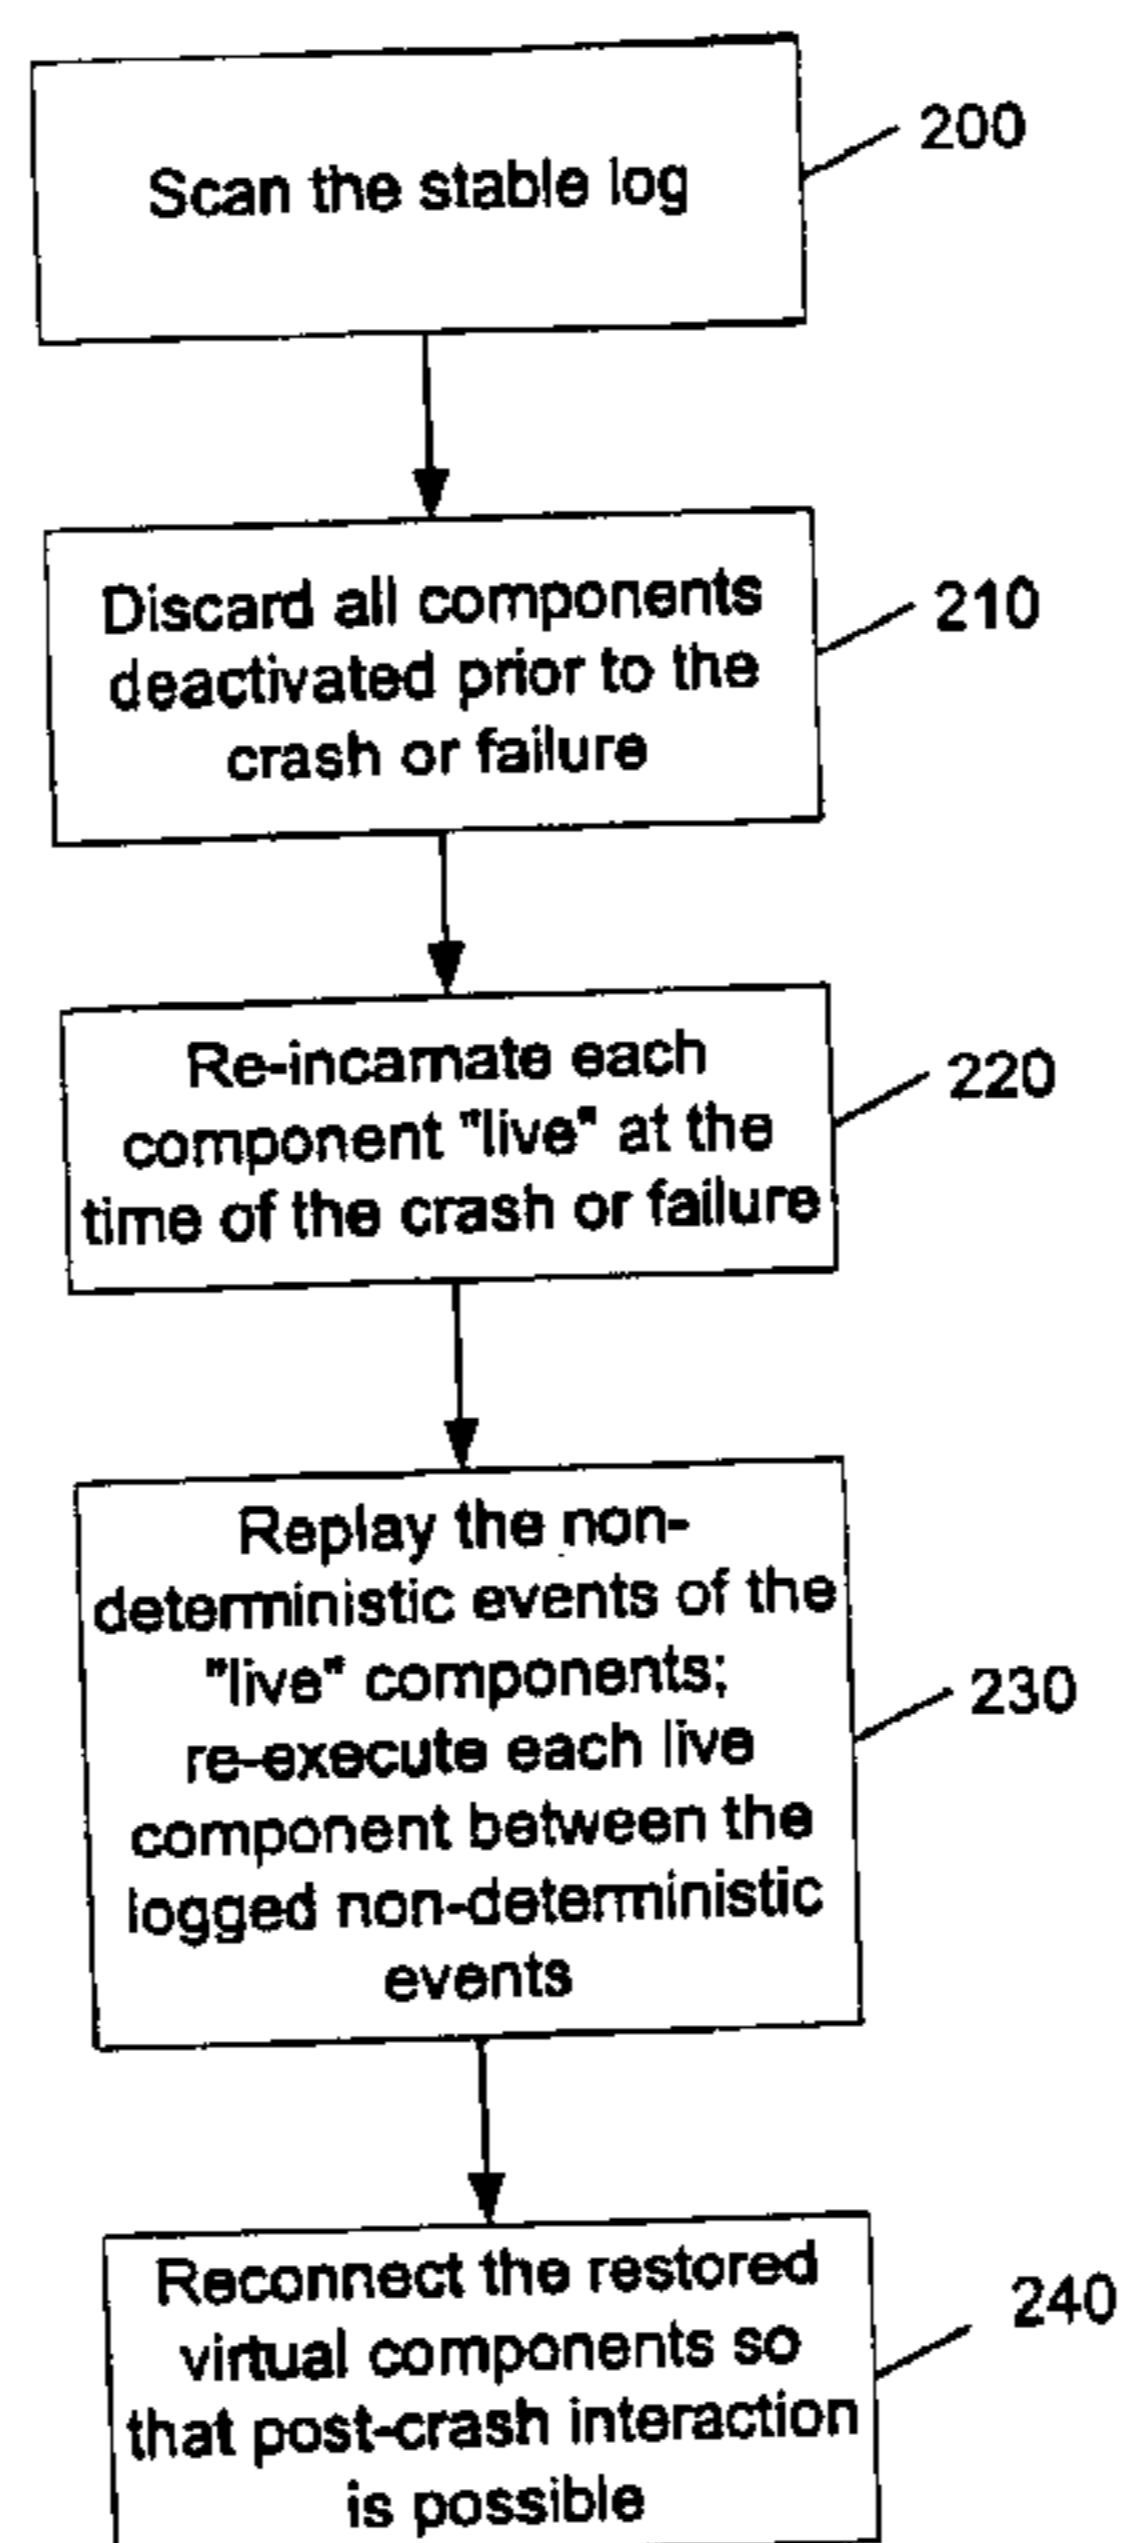 Scan the stable log
200
Discard all components
deactivated prior to the
crash or failure
210
Re-incarnate each
component "live" at the
time of the crash or failure
220
Replay the non-
deterministic events of the
"live" components;
re-execute each live
component between the
logged non-deterministic
events
230
Reconnect the restored
virtual components so
that post-crash interaction
is possible
240